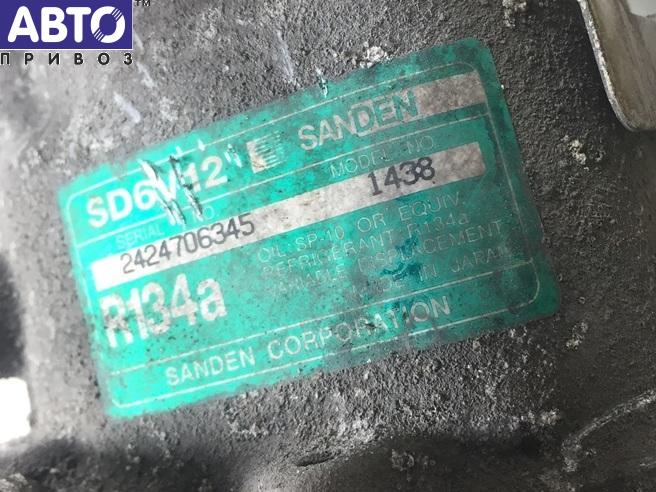 АВТО™
ПРИВОЗ
SD6V12" SANDEN
SERIAL NO MODEL NO
2424706345 1438
R134a
OIL SP-10 OR EQUIV.
REFRIGERANT R134a
VARIABLE DISPLACEMENT
MADE IN JAPAN
SANDEN CORPORATION